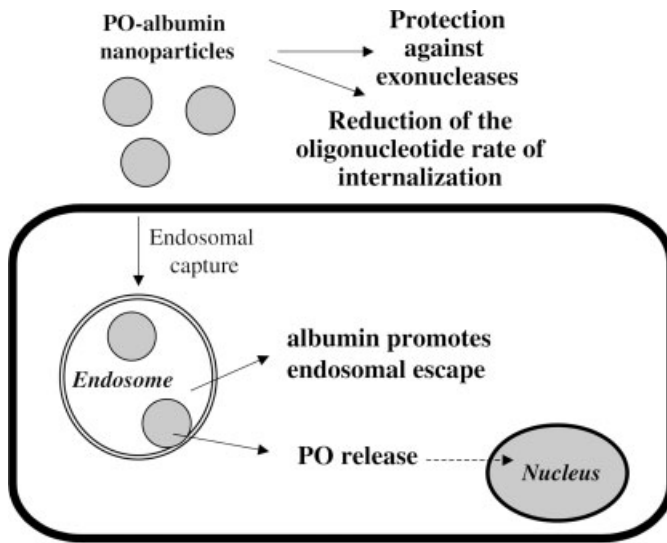 PO-albumin
nanoparticles
Protection
against
exonucleases
Reduction of the
oligonucleotide rate of
internalization
Endosomal
capture
Endosome
albumin promotes
endosomal escape
PO release
Nucleus